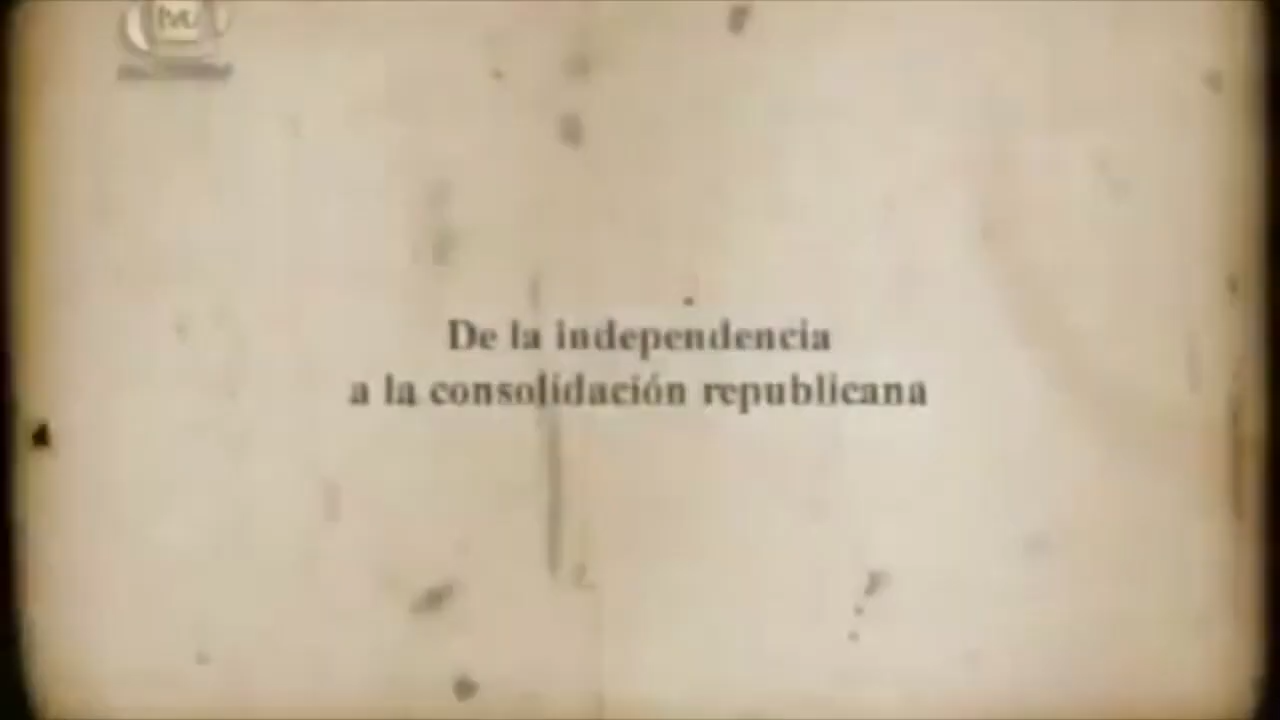 De la independencia
a la consolidación republicana